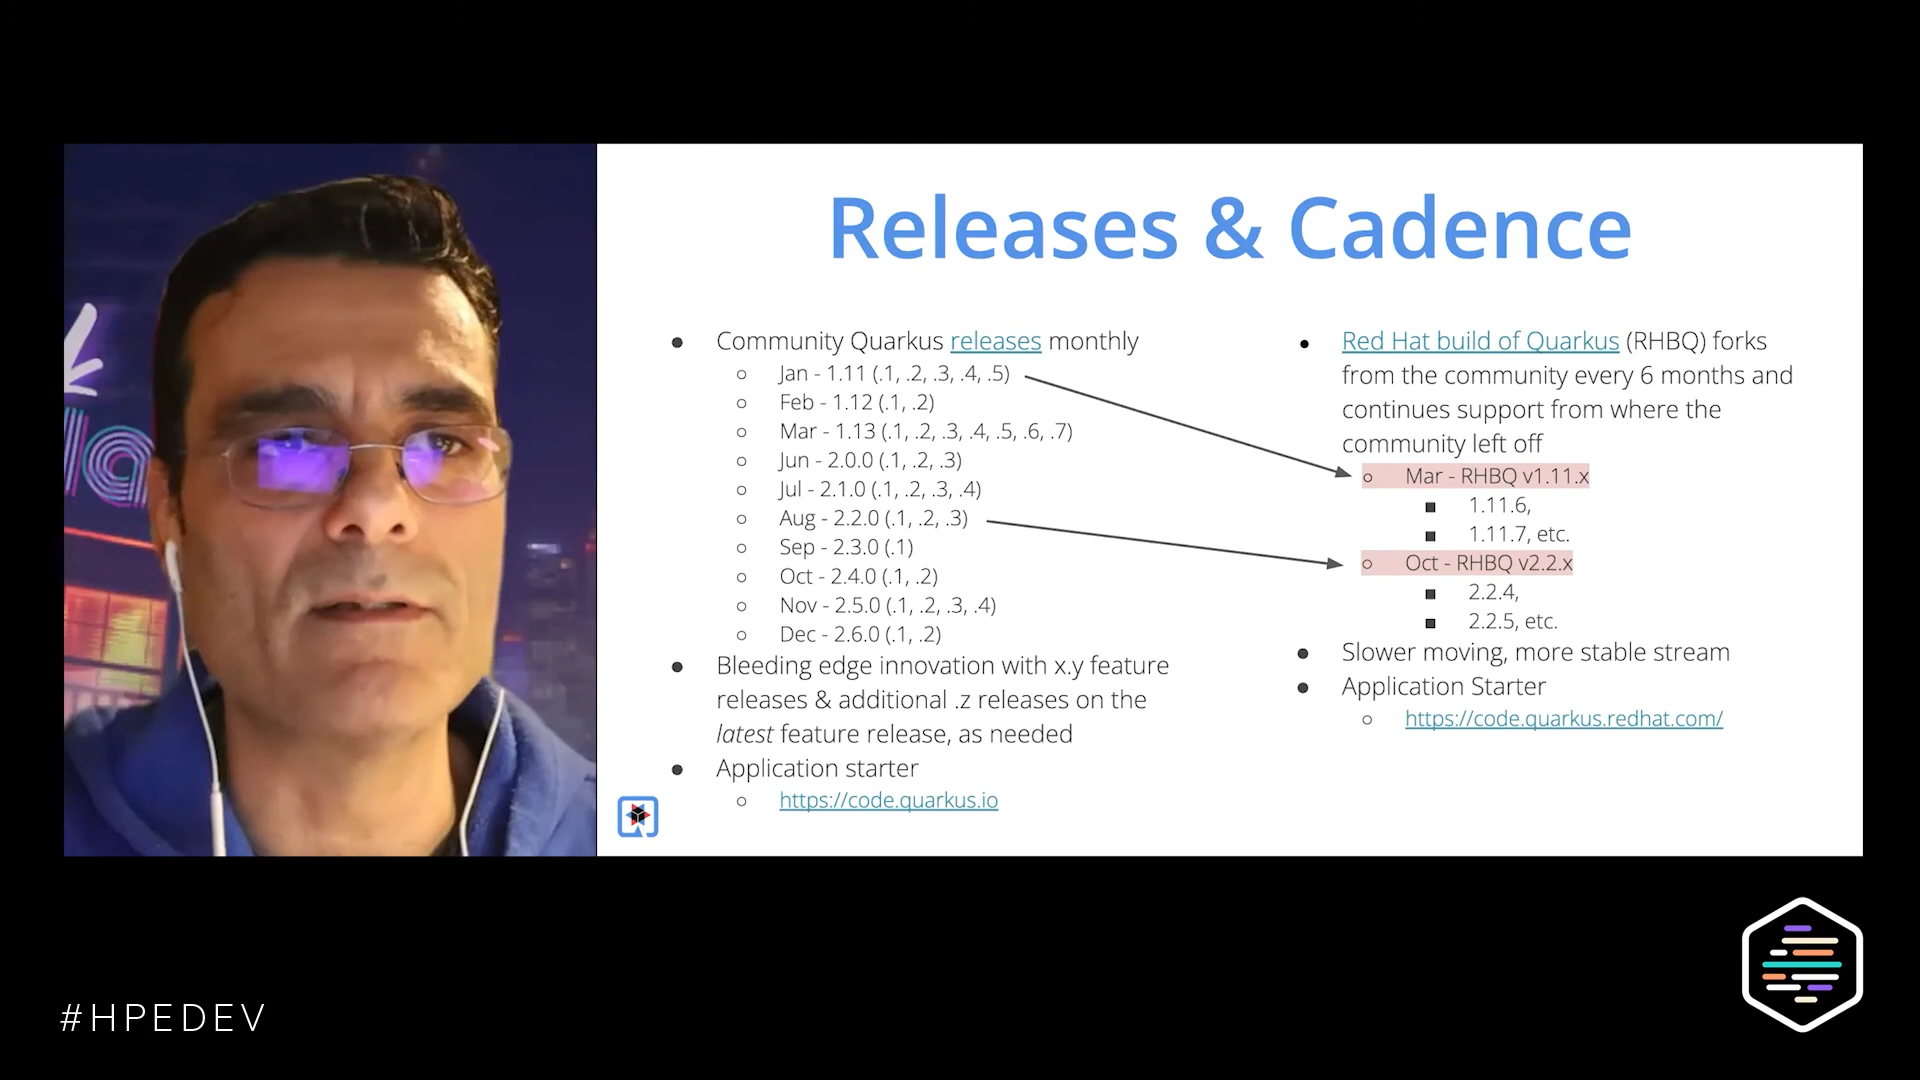 Releases & Cadence
● Community Quarkus releases monthly
○ Jan - 1.11 (.1, .2, .3, .4, .5)
○ Feb - 1.12 (.1, .2)
○ Mar - 1.13 (.1, .2, .3, .4, .5, .6, .7)
○ Jun - 2.0.0 (.1, .2, .3)
○ Jul - 2.1.0 (.1, .2, .3, .4)
○ Aug - 2.2.0 (.1, .2, .3)
○ Sep - 2.3.0 (.1)
○ Oct - 2.4.0 (.1, .2)
○ Nov - 2.5.0 (.1, .2, .3, .4)
○ Dec - 2.6.0 (.1, .2)
● Bleeding edge innovation with x.y feature
releases & additional .z releases on the
latest feature release, as needed
● Application starter
○ https://code.quarkus.io
● Red Hat build of Quarkus (RHBQ) forks
from the community every 6 months and
continues support from where the
community left off
○ Mar - RHBQ v1.11.x
■ 1.11.6,
■ 1.11.7, etc.
○ Oct - RHBQ v2.2.x
■ 2.2.4,
■ 2.2.5, etc.
● Slower moving, more stable stream
● Application Starter
○ https://code.quarkus.redhat.com/
#HPEDEV